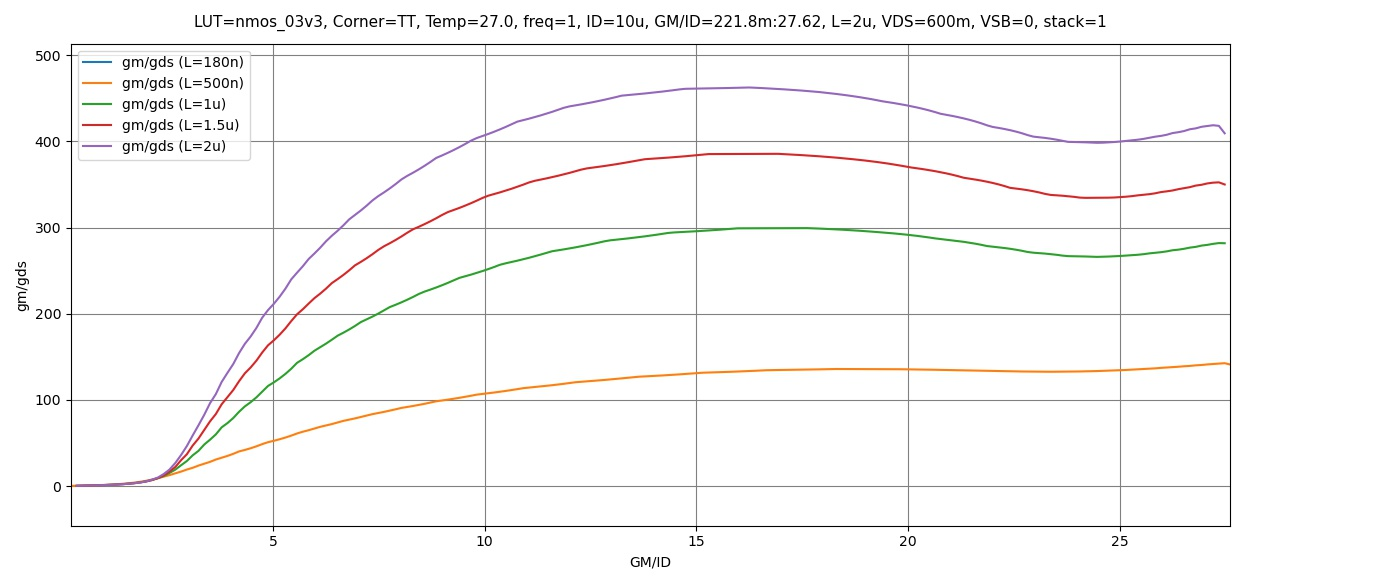 LUT=nmos_03v3, Corner=TT, Temp=27.0, freq=1, ID=10u, GM/ID=221.8m:27.62, L=2u, VDS=600m, VSB=0, stack=1
500
400
300
200
100
0
gm/gds
gm/gds (L=180n)
gm/gds (L=500n)
gm/gds (L=1u)
gm/gds (L=1.5u)
gm/gds (L=2u)
5
10
15
20
25
GM/ID